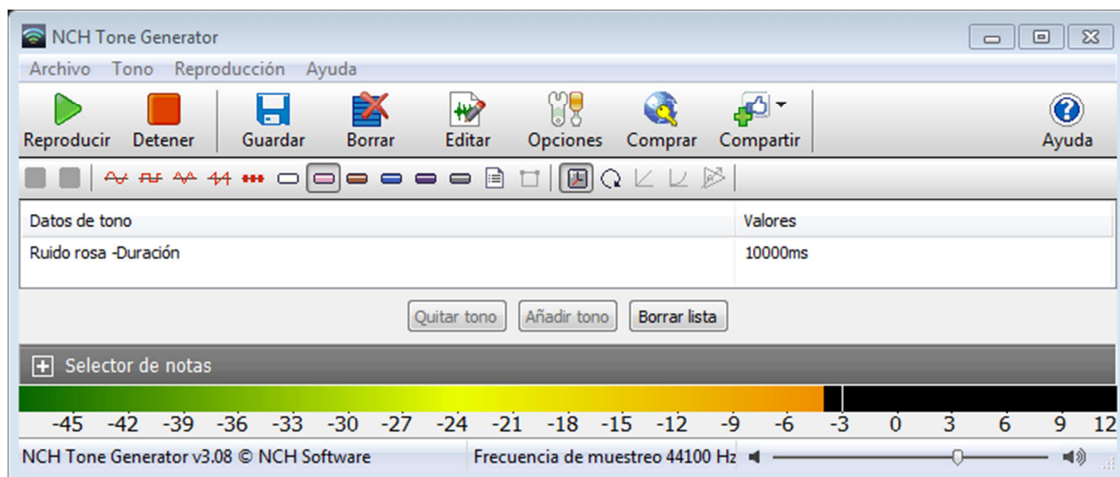 NCH Tone Generator
Archivo Tono Reproducción Ayuda
Reproducir Detener Guardar Borrar Editar Opciones Comprar Compartir Ayuda
Datos de tono Valores
Ruido rosa -Duración 10000ms
Quitar tono Añadir tono Borrar lista
Selector de notas
-45 -42 -39 -36 -33 -30 -27 -24 -21 -18 -15 -12 -9 -6 -3 0 3 6 9 12
NCH Tone Generator v3.08 © NCH Software Frecuencia de muestreo 44100 Hz